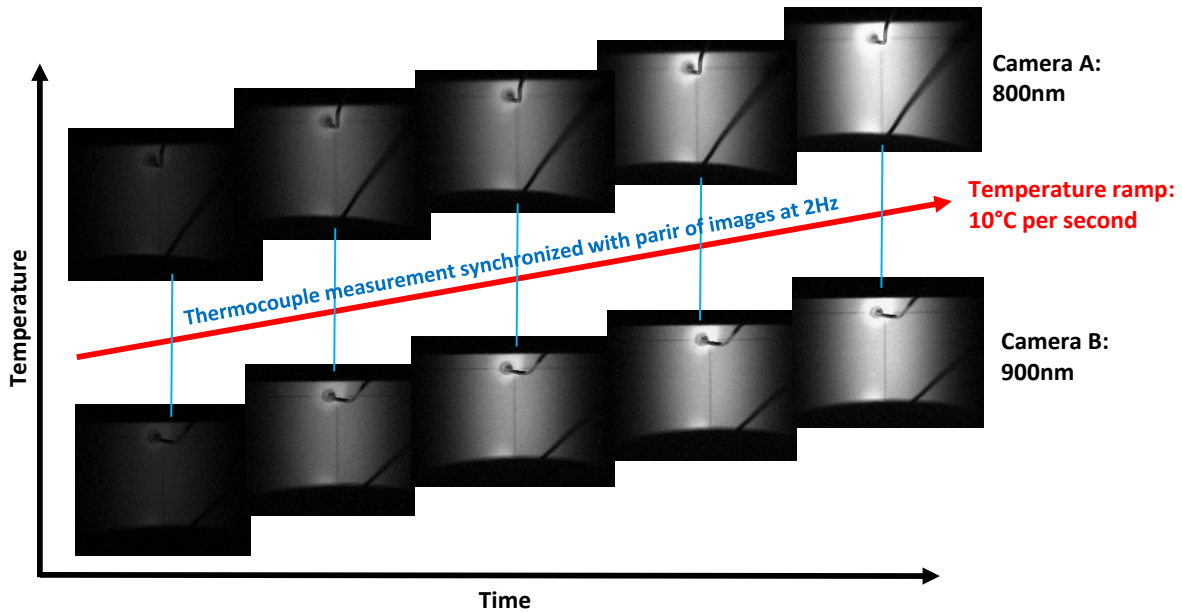 Camera A:
800nm
Temperature ramp:
10°C per second
Thermocouple measurement synchronized with parir of images at 2Hz
Temperature
Camera B:
900nm
Time